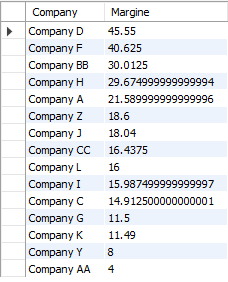 Company Margine
Company D 45.55
Company F 40.625
Company BB 30.0125
Company H 29.674999999999994
Company A 21.589999999999996
Company Z 18.6
Company J 18.04
Company CC 16.4375
Company L 16
Company I 15.987499999999997
Company C 14.912500000000001
Company G 11.5
Company K 11.49
Company Y 8
Company AA 4